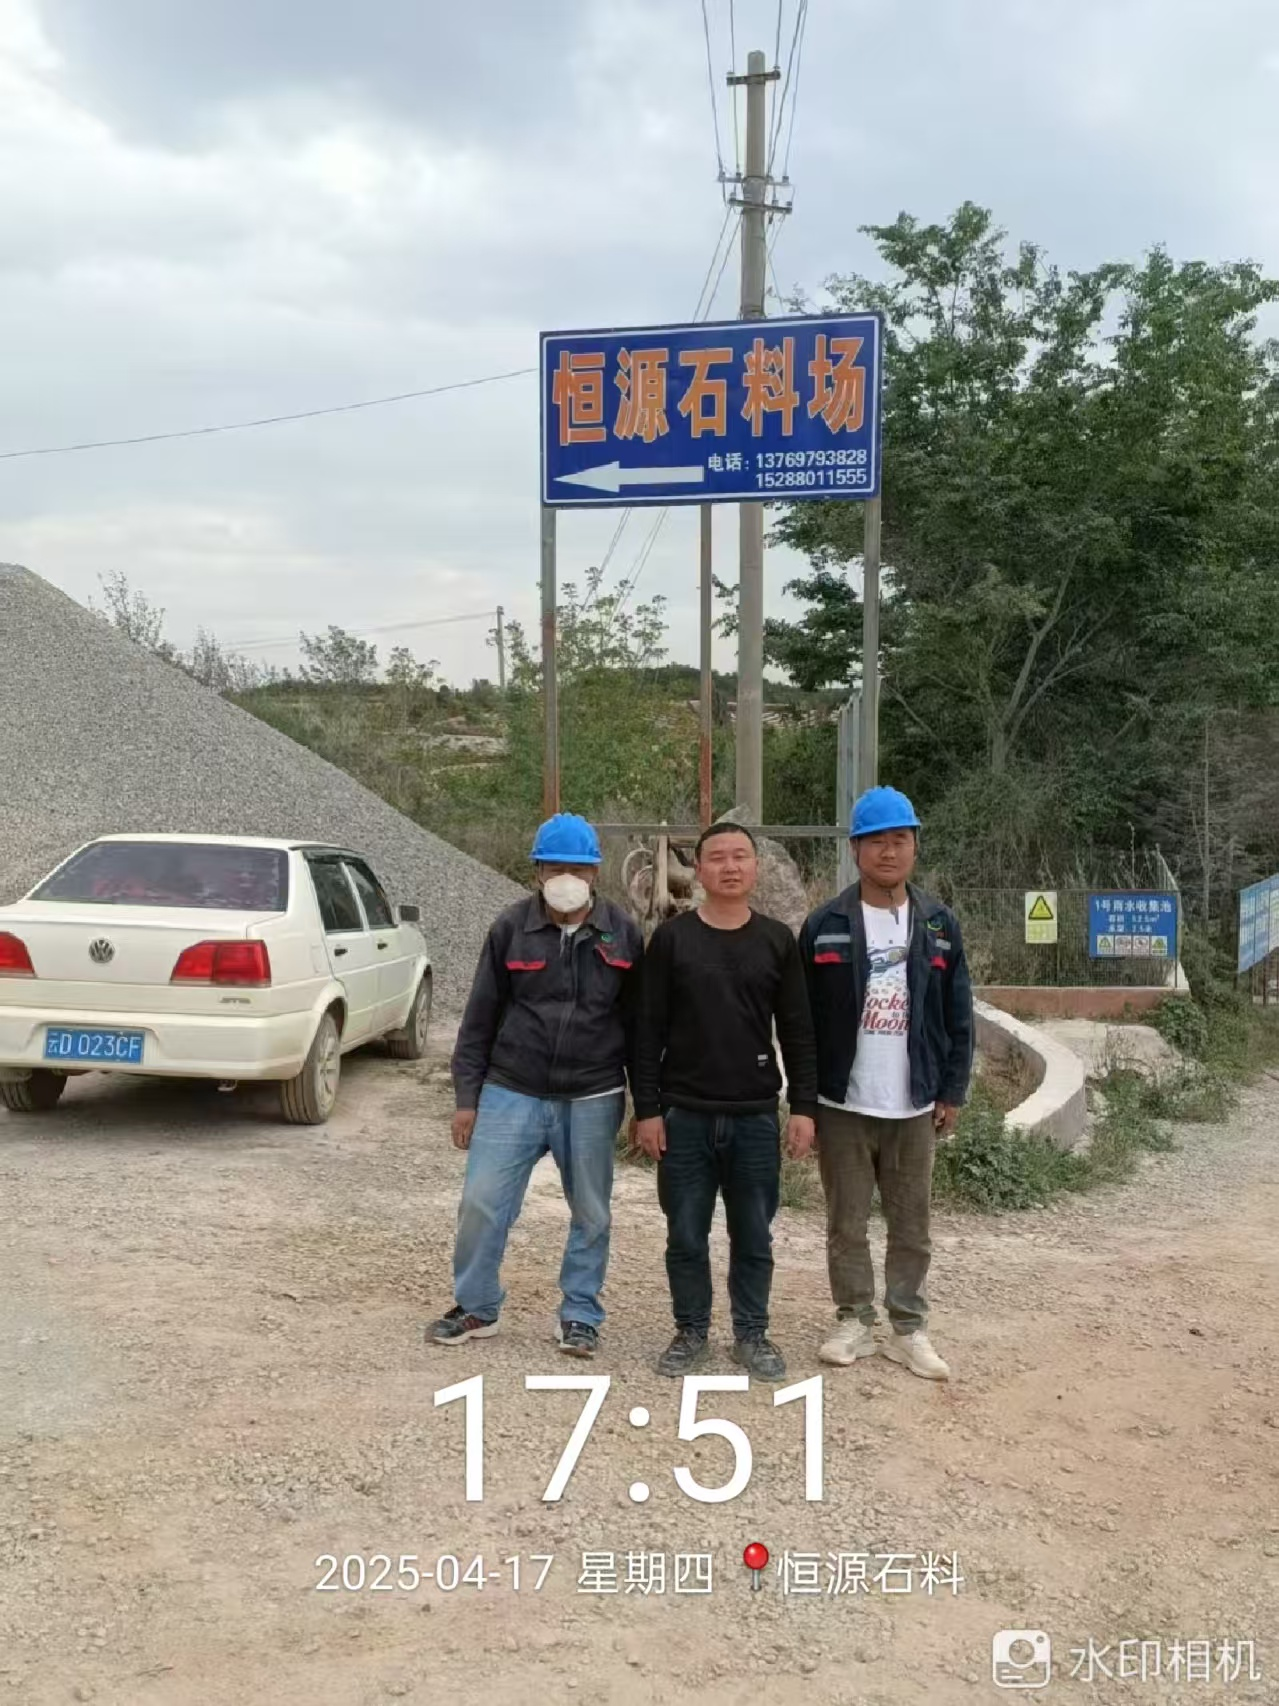 恒源石料场
电话：13769793828
15288011555
1号雨水收集池
云D 023CF
Rocket
Moon
17:51
2025-04-17 星期四 恒源石料
水印相机